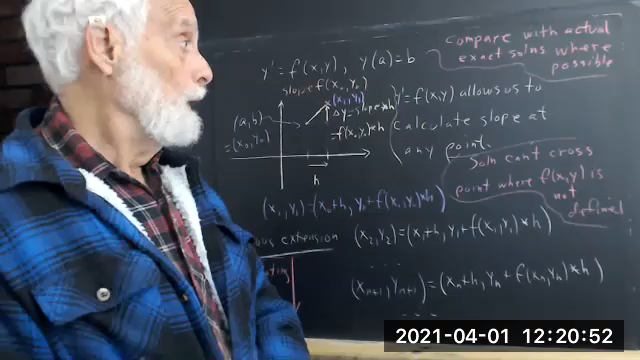 y' = f(x,y), y(a) = b
compare with actual
exact solns where
possible
slope f(x₀,y₀)
(x₁,y₁)
(a,b)
=(x₀,y₀)
Δy=slope*h
=f(x₀,y₀)*h
h
y'=f(x,y) allows us to
calculate slope at
any point.
Soln can't cross
point where f(x,y) is
not
defined
(x₁,y₁)=(x₀+h, y₀+f(x₀,y₀)*h)
ous extension
(x₂,y₂)=(x₁+h, y₁+f(x₁,y₁)*h)
...
(xₙ₊₁,yₙ₊₁)=(xₙ+h, yₙ+f(xₙ,yₙ)*h)
...
2021-04-01 12:20:52